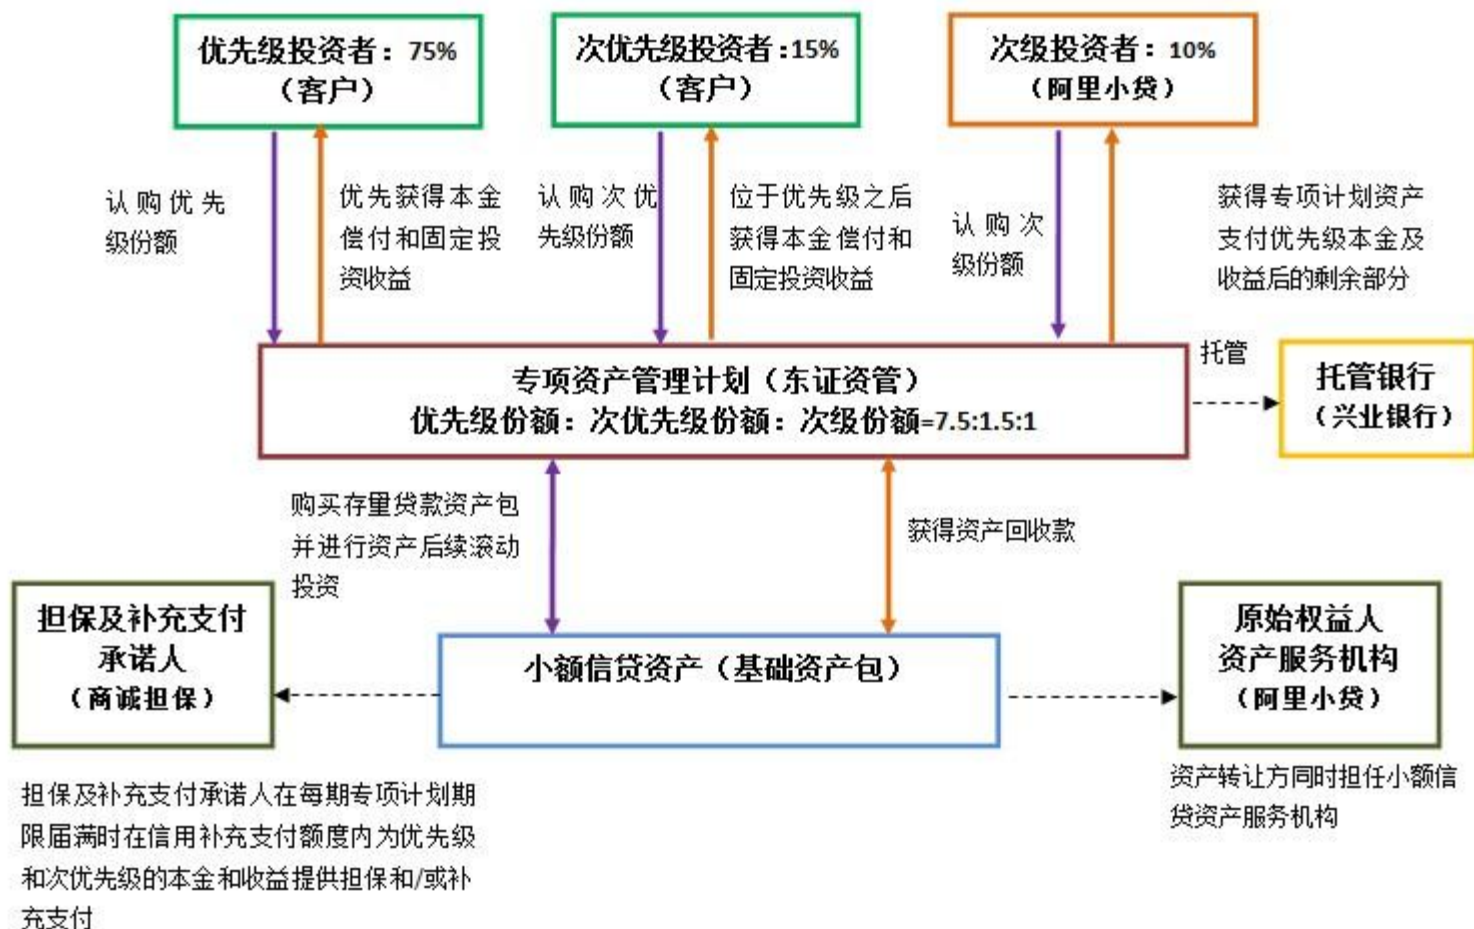 优先级投资者：75%
（客户）
次优先级投资者：15%
（客户）
次级投资者：10%
（阿里小贷）
认购优先
级份额
优先获得本金
偿付和固定投
资收益
认购次优
先级份额
位于优先级之后
获得本金偿付和
固定投资收益
认购次
级份额
获得专项计划资产
支付优先级本金及
收益后的剩余部分
专项资产管理计划（东证资管）
优先级份额：次优先级份额：次级份额=7.5:1.5:1
托管
托管银行
（兴业银行）
购买存量贷款资产包
并进行资产后续滚动
投资
获得资产回收款
担保及补充支付
承诺人
（商诚担保）
小额信贷资产（基础资产包）
原始权益人
资产服务机构
（阿里小贷）
担保及补充支付承诺人在每期专项计划期
限届满时在信用补充支付额度内为优先级
和次优先级的本金和收益提供担保和/或补
充支付
资产转让方同时担任小额信
贷资产服务机构